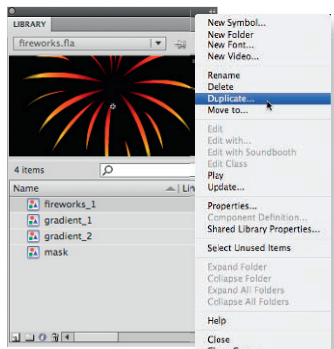 LIBRARY
fireworks.fla
4 items
Name
Lin
fireworks_1
gradient_1
gradient_2
mask
New Symbol...
New Folder
New Font...
New Video...
Rename
Delete
Duplicate...
Move to...
Edit
Edit with...
Edit with Soundbooth
Edit Class
Play
Update...
Properties...
Component Definition...
Shared Library Properties...
Select Unused Items
Expand Folder
Collapse Folder
Expand All Folders
Collapse All Folders
Help
Close